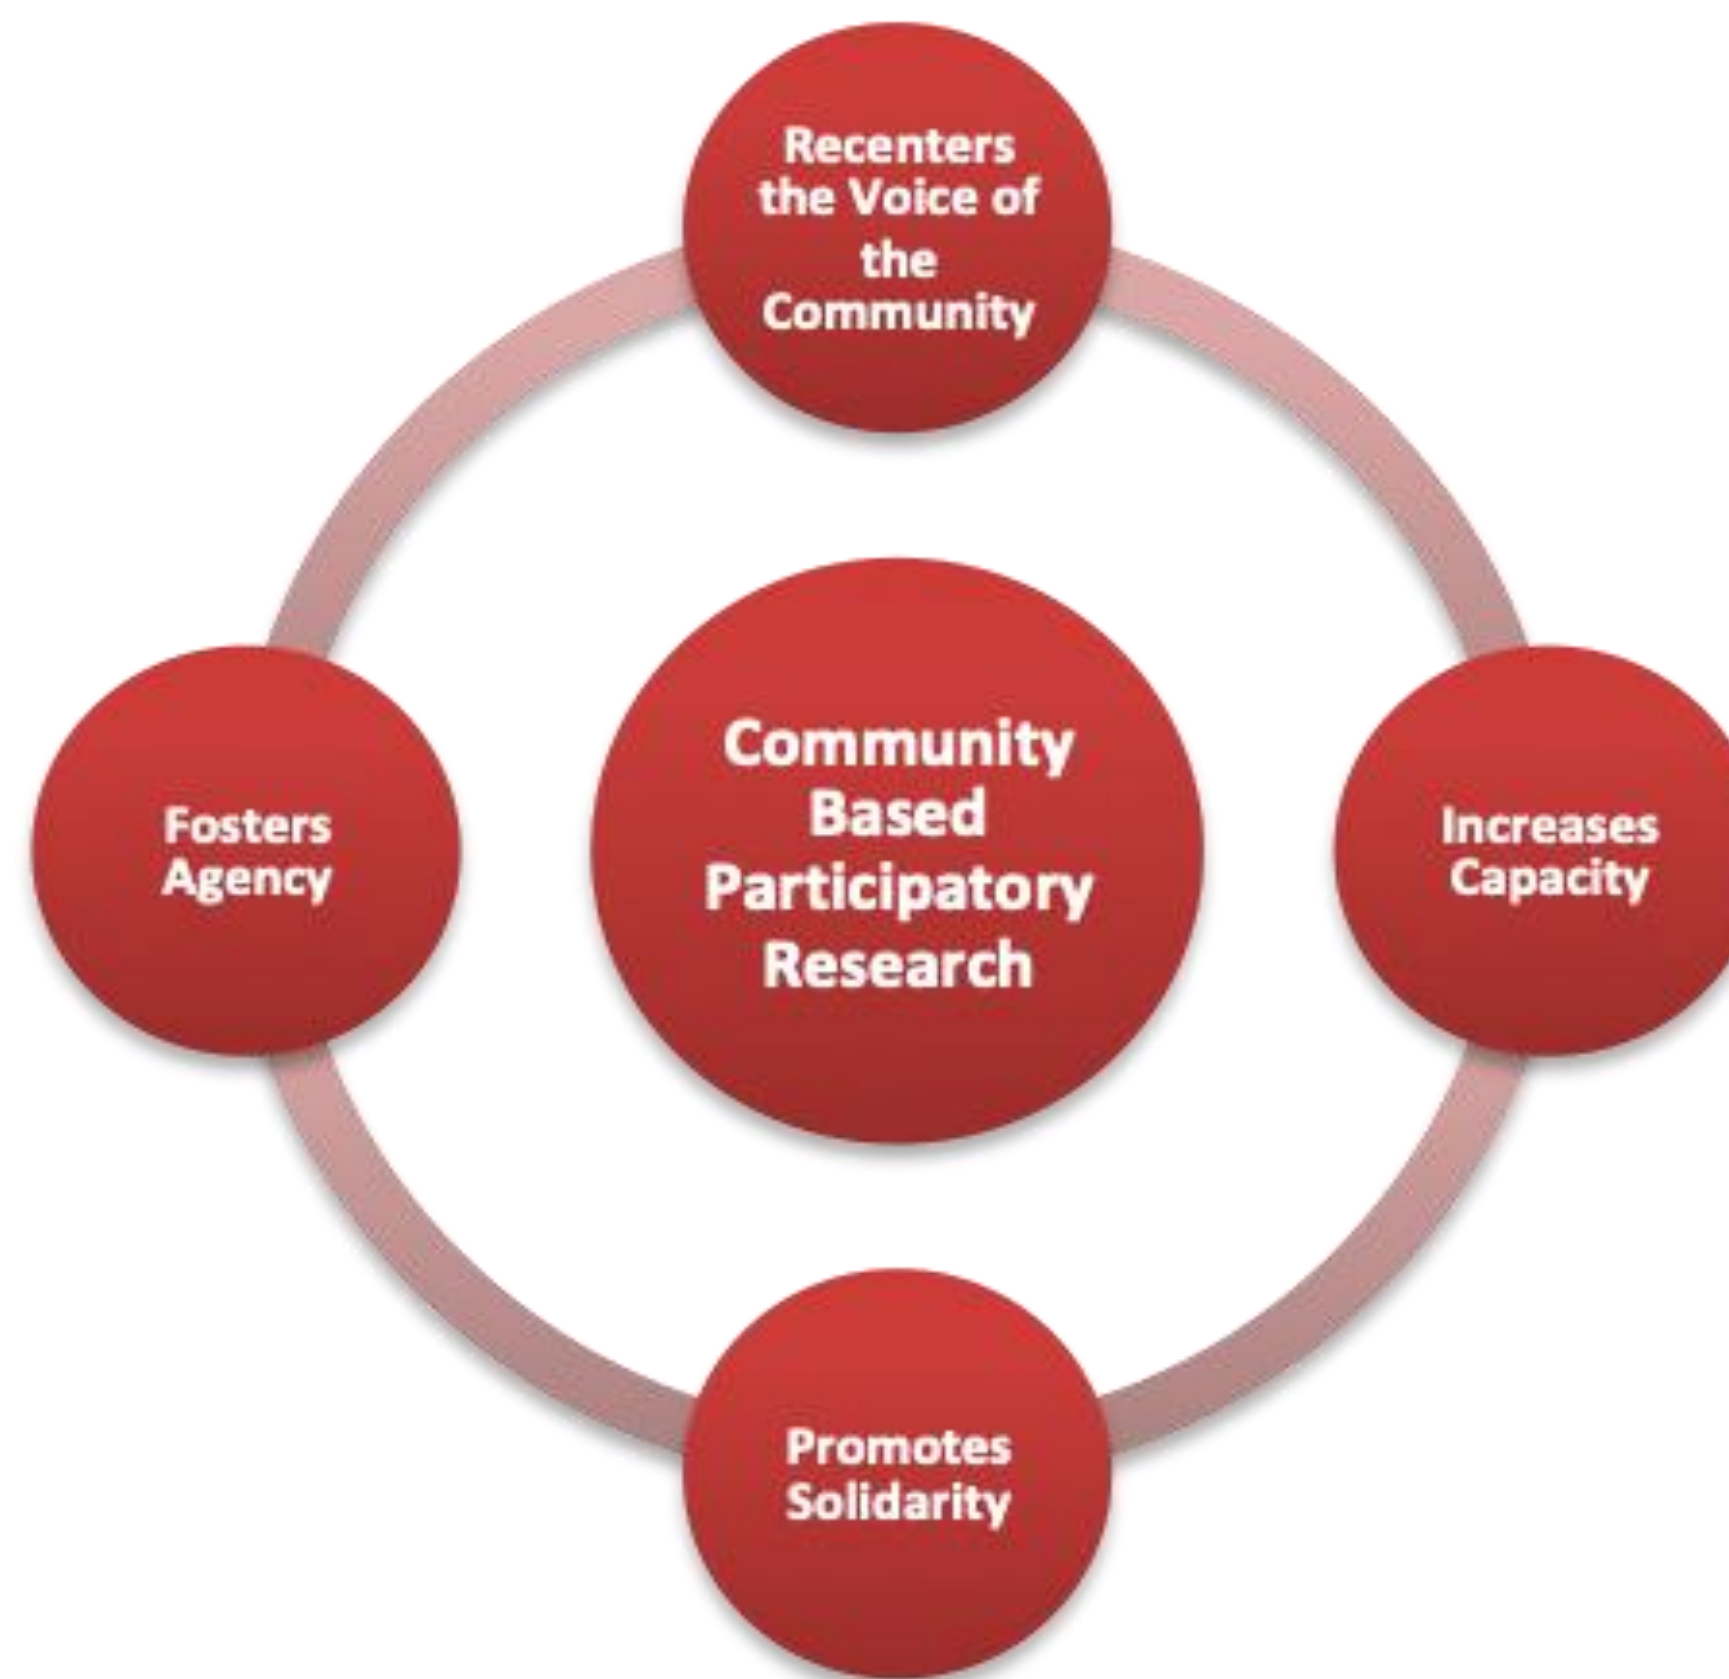 Recenters
the Voice of
the
Community
Community
Based
Participatory
Research
Fosters
Agency
Increases
Capacity
Promotes
Solidarity